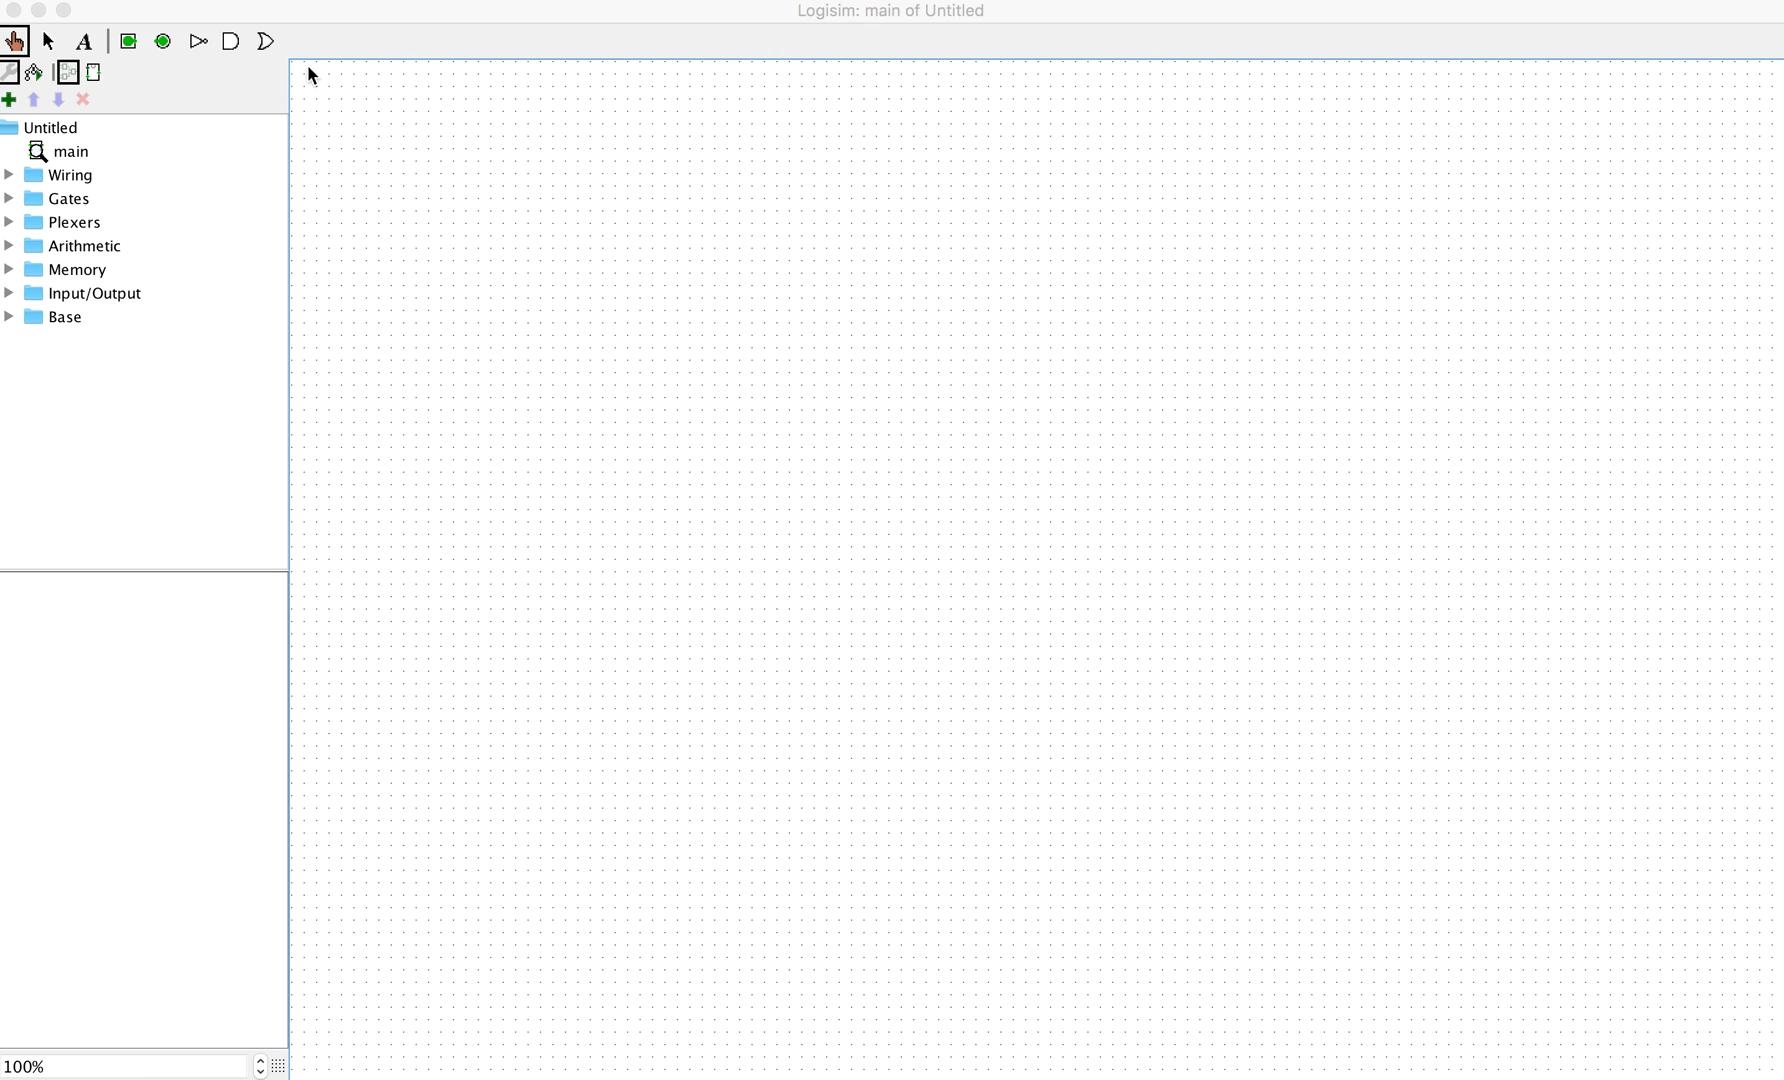 Logisim: main of Untitled
A
Untitled
main
Wiring
Gates
Plexers
Arithmetic
Memory
Input/Output
Base
100%